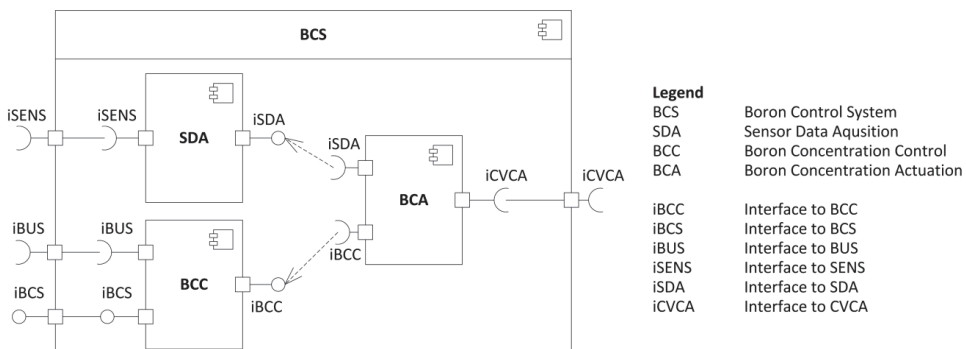 BCS
iSENS
iSENS
SDA
iSDA
iSDA
BCA
iCVCA
iCVCA
iBUS
iBUS
iBCC
BCC
iBCS
iBCS
iBCC
Legend
BCS Boron Control System
SDA Sensor Data Aqusition
BCC Boron Concentration Control
BCA Boron Concentration Actuation
iBCC Interface to BCC
iBCS Interface to BCS
iBUS Interface to BUS
iSENS Interface to SENS
iSDA Interface to SDA
iCVCA Interface to CVCA